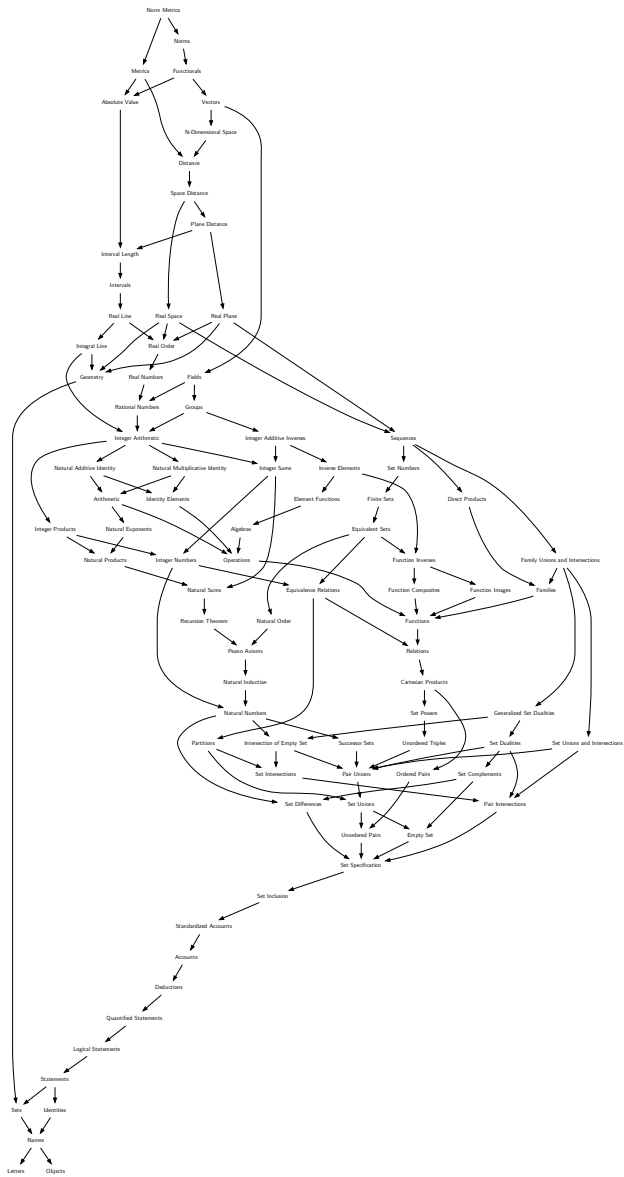 Norm Metrics
Norms
Metrics Functionals
Absolute Value Vectors
N-Dimensional Space
Distance
Space Distance
Plane Distance
Interval Length
Intervals
Real Line Real Space Real Plane
Integral Line Real Order
Geometry Real Numbers Fields
Rational Numbers Groups
Integer Arithmetic Integer Additive Inverses Sequences
Natural Additive Identity Natural Multiplicative Identity Integer Sums Inverse Elements Set Numbers
Arithmetic Identity Elements Element Functions Finite Sets Direct Products
Integer Products Natural Exponents Algebras Equivalent Sets
Natural Products Integer Numbers Operations Function Inverses Family Unions and Intersections
Natural Sums Equivalence Relations Function Composites Function Images Families
Recursion Theorem Natural Order Functions
Peano Axioms Relations
Natural Induction Cartesian Products
Natural Numbers Set Powers Generalized Set Dualities
Partitions Intersection of Empty Set Successor Sets Unordered Triples Set Dualities Set Unions and Intersections
Set Intersections Pair Unions Ordered Pairs Set Complements
Set Differences Set Unions Pair Intersections
Unordered Pairs Empty Set
Set Specification
Set Inclusion
Standardized Accounts
Accounts
Deductions
Quantified Statements
Logical Statements
Statements
Sets Identities
Names
Letters Objects